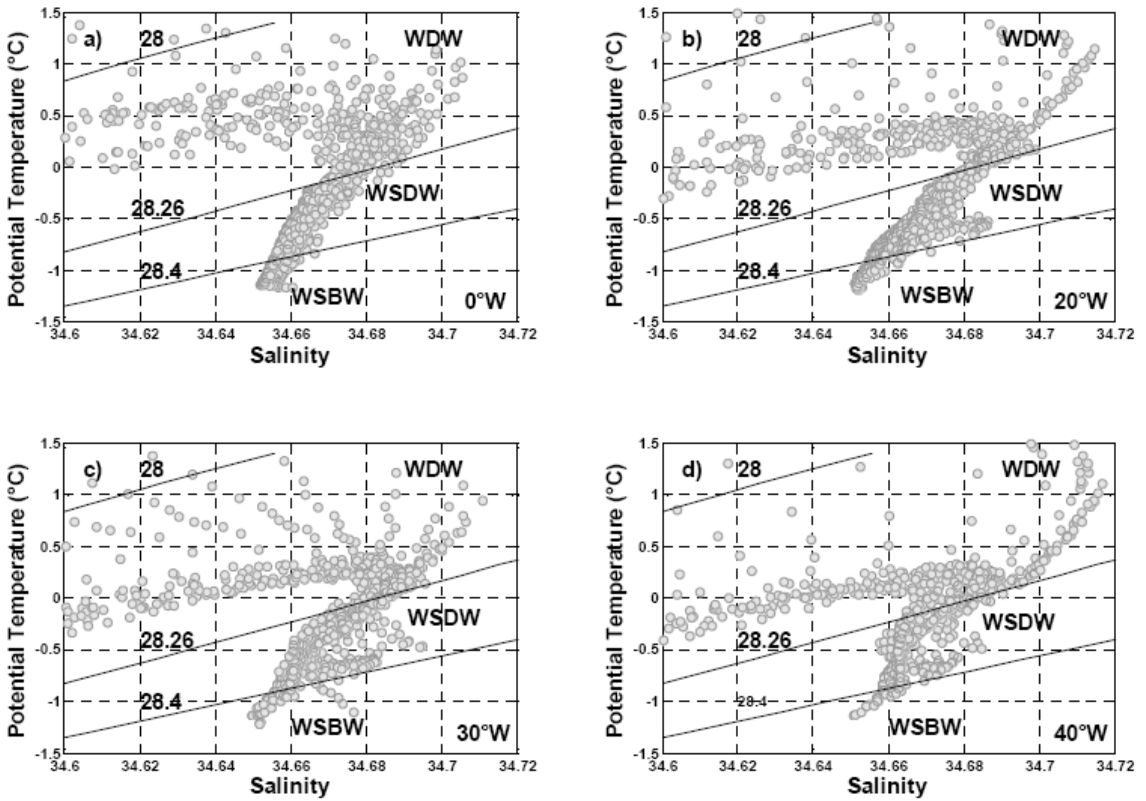 1.5
1
0.5
0
-0.5
-1
-1.5
Potential Temperature (°C)
a)
28
WDW
28.26
WSDW
28.4
WSBW
0°W
34.6 34.62 34.64 34.66 34.68 34.7 34.72
Salinity
1.5
1
0.5
0
-0.5
-1
-1.5
Potential Temperature (°C)
b)
28
WDW
28.26
WSDW
28.4
WSBW
20°W
34.6 34.62 34.64 34.66 34.68 34.7 34.72
Salinity
1.5
1
0.5
0
-0.5
-1
-1.5
Potential Temperature (°C)
c)
28
WDW
28.26
WSDW
28.4
WSBW
30°W
34.6 34.62 34.64 34.66 34.68 34.7 34.72
Salinity
1.5
1
0.5
0
-0.5
-1
-1.5
Potential Temperature (°C)
d)
28
WDW
28.26
WSDW
28.4
WSBW
40°W
34.6 34.62 34.64 34.66 34.68 34.7 34.72
Salinity